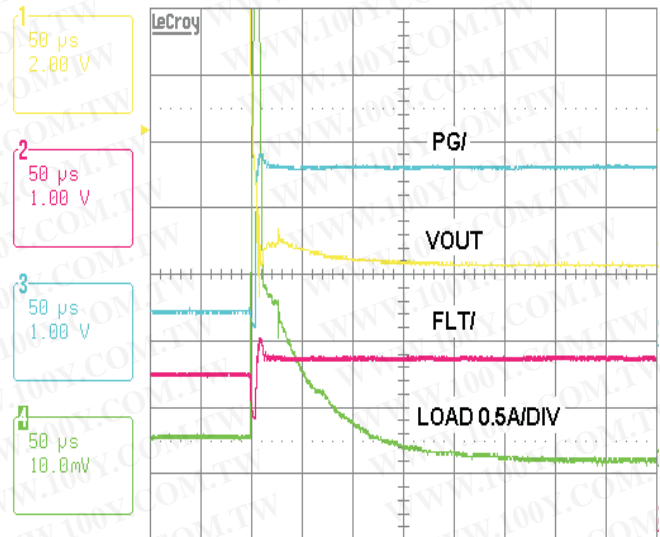 LeCroy
1
50 µs
2.00 V
2
50 µs
1.00 V
3
50 µs
1.00 V
4
50 µs
10.0mV
PG/
VOUT
FLT/
LOAD 0.5A/DIV
WWW.100Y.COM.TW